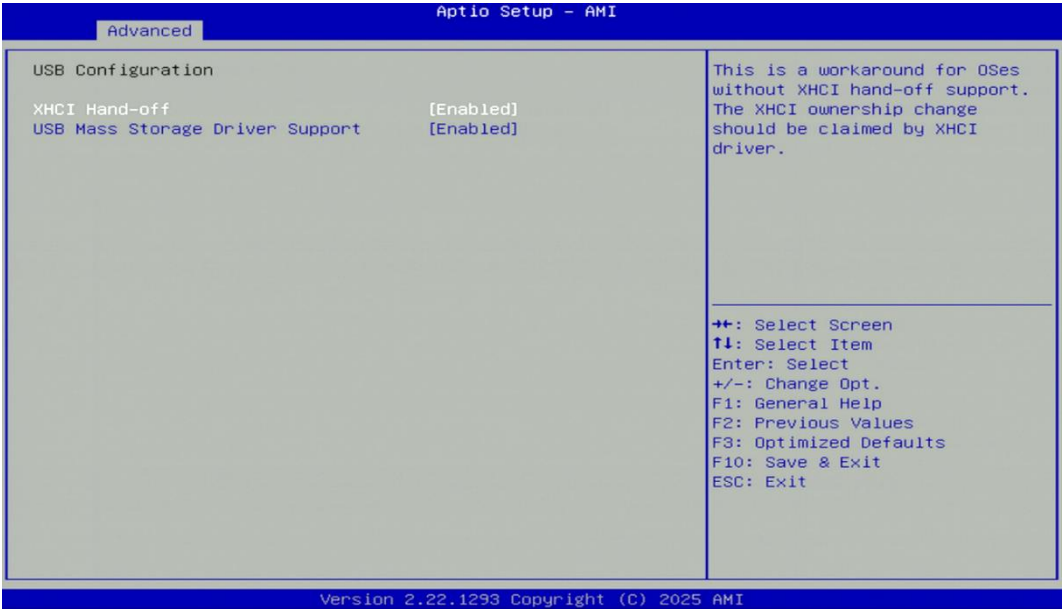 Aptio Setup – AMI
Advanced
USB Configuration
XHCI Hand-off [Enabled]
USB Mass Storage Driver Support [Enabled]
This is a workaround for OSes
without XHCI hand-off support.
The XHCI ownership change
should be claimed by XHCI
driver.
→←: Select Screen
↑↓: Select Item
Enter: Select
+/-: Change Opt.
F1: General Help
F2: Previous Values
F3: Optimized Defaults
F10: Save & Exit
ESC: Exit
Version 2.22.1293 Copyright (C) 2025 AMI